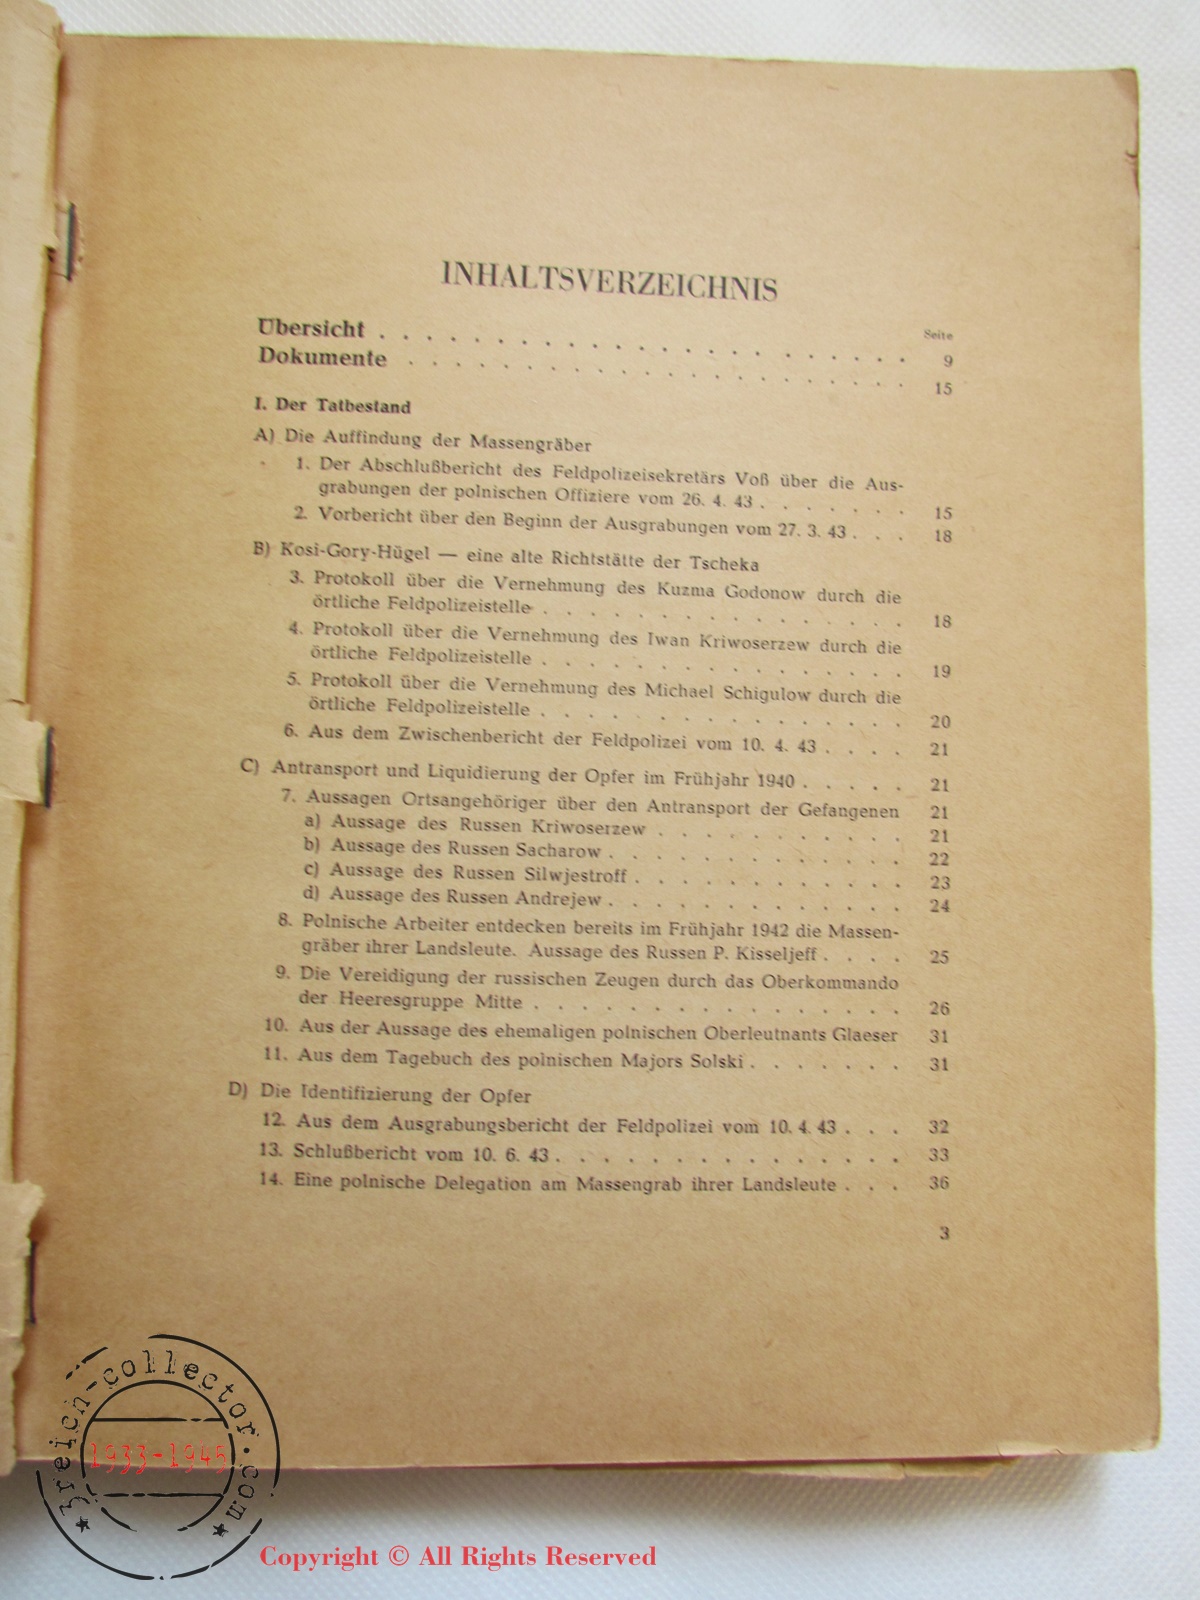 INHALTSVERZEICHNIS
Seite
Übersicht . . . . . . . . . . . . . . . . . . . . . . 9
Dokumente . . . . . . . . . . . . . . . . . . . . . 15
I. Der Tatbestand
A) Die Auffindung der Massengräber
1. Der Abschlußbericht des Feldpolizeisekretärs Voß über die Aus-
grabungen der polnischen Offiziere vom 26. 4. 43 . . . . . . . 15
2. Vorbericht über den Beginn der Ausgrabungen vom 27. 3. 43 . . . 18
B) Kosi-Gory-Hügel — eine alte Richtstätte der Tscheka
3. Protokoll über die Vernehmung des Kuzma Godonow durch die
örtliche Feldpolizeistelle . . . . . . . . . . . . . . . . 18
4. Protokoll über die Vernehmung des Iwan Kriwoserzew durch die
örtliche Feldpolizeistelle . . . . . . . . . . . . . . . . 19
5. Protokoll über die Vernehmung des Michael Schigulow durch die
örtliche Feldpolizeistelle . . . . . . . . . . . . . . . . 20
6. Aus dem Zwischenbericht der Feldpolizei vom 10. 4. 43 . . . . 21
C) Antransport und Liquidierung der Opfer im Frühjahr 1940 . . . . . 21
7. Aussagen Ortsangehöriger über den Antransport der Gefangenen 21
a) Aussage des Russen Kriwoserzew . . . . . . . . . . . 21
b) Aussage des Russen Sacharow . . . . . . . . . . . . . 22
c) Aussage des Russen Silwjestroff . . . . . . . . . . . . 23
d) Aussage des Russen Andrejew . . . . . . . . . . . . . 24
8. Polnische Arbeiter entdecken bereits im Frühjahr 1942 die Massen-
gräber ihrer Landsleute. Aussage des Russen P. Kisseljeff . . . . 25
9. Die Vereidigung der russischen Zeugen durch das Oberkommando
der Heeresgruppe Mitte . . . . . . . . . . . . . . . . 26
10. Aus der Aussage des ehemaligen polnischen Oberleutnants Glaeser 31
11. Aus dem Tagebuch des polnischen Majors Solski . . . . . . . 31
D) Die Identifizierung der Opfer
12. Aus dem Ausgrabungsbericht der Feldpolizei vom 10. 4. 43 . . . 32
13. Schlußbericht vom 10. 6. 43 . . . . . . . . . . . . . . . 33
14. Eine polnische Delegation am Massengrab ihrer Landsleute . . . 36
3
3reich-collector.com
1933-1945
Copyright © All Rights Reserved